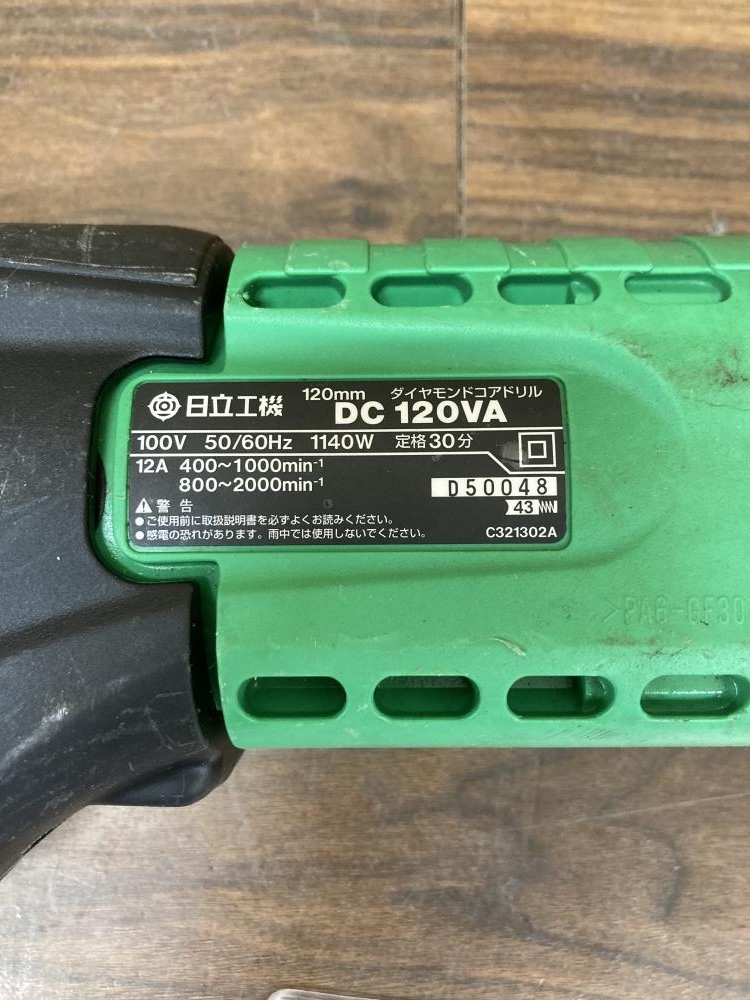 日立工機 120mm ダイヤモンドコアドリル
DC 120VA
100V 50/60Hz 1140W 定格30分
12A 400～1000min⁻¹
800～2000min⁻¹
D50048
43
⚠警告
●ご使用前に取扱説明書を必ずよくお読みください。
●感電の恐れがあります。雨中では使用しないでください。
C321302A
>PA6-GF30